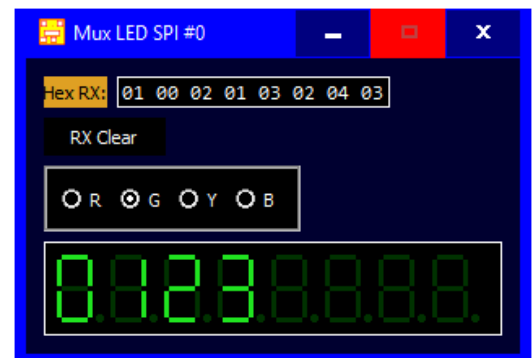 Mux LED SPI #0
Hex RX: 01 00 02 01 03 02 04 03
RX Clear
R G Y B
0123